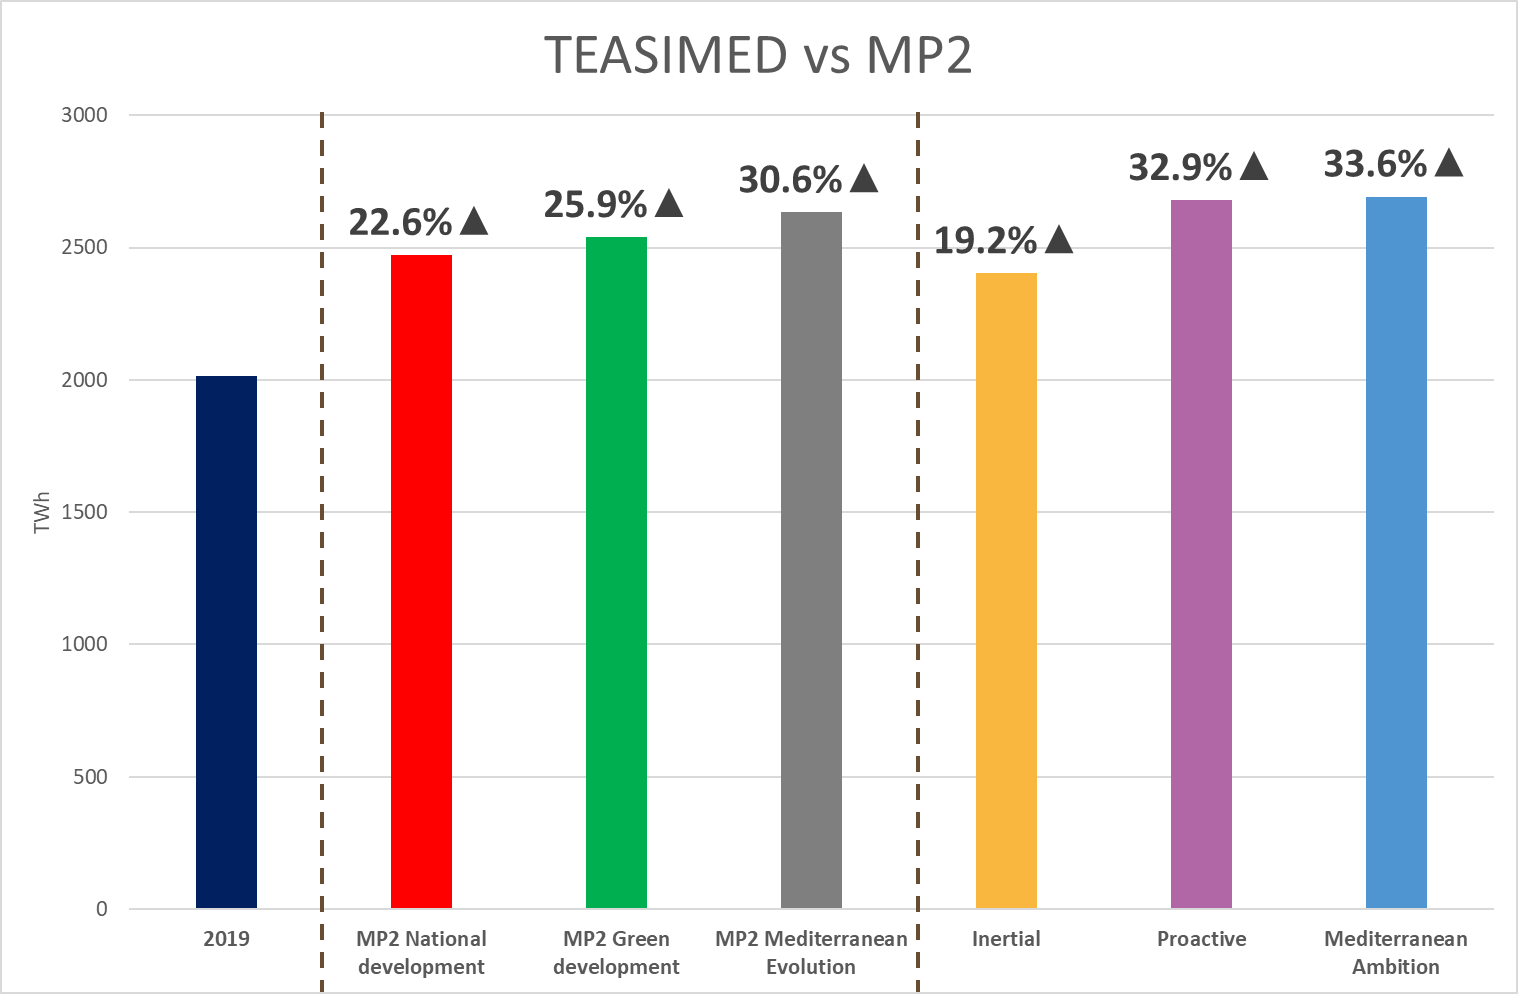 TEASIMED vs MP2
3000
2500
2000
1500
1000
500
0
TWh
22.6% ▲
25.9% ▲
30.6% ▲
19.2% ▲
32.9% ▲
33.6% ▲
2019
MP2 National
development
MP2 Green
development
MP2 Mediterranean
Evolution
Inertial
Proactive
Mediterranean
Ambition